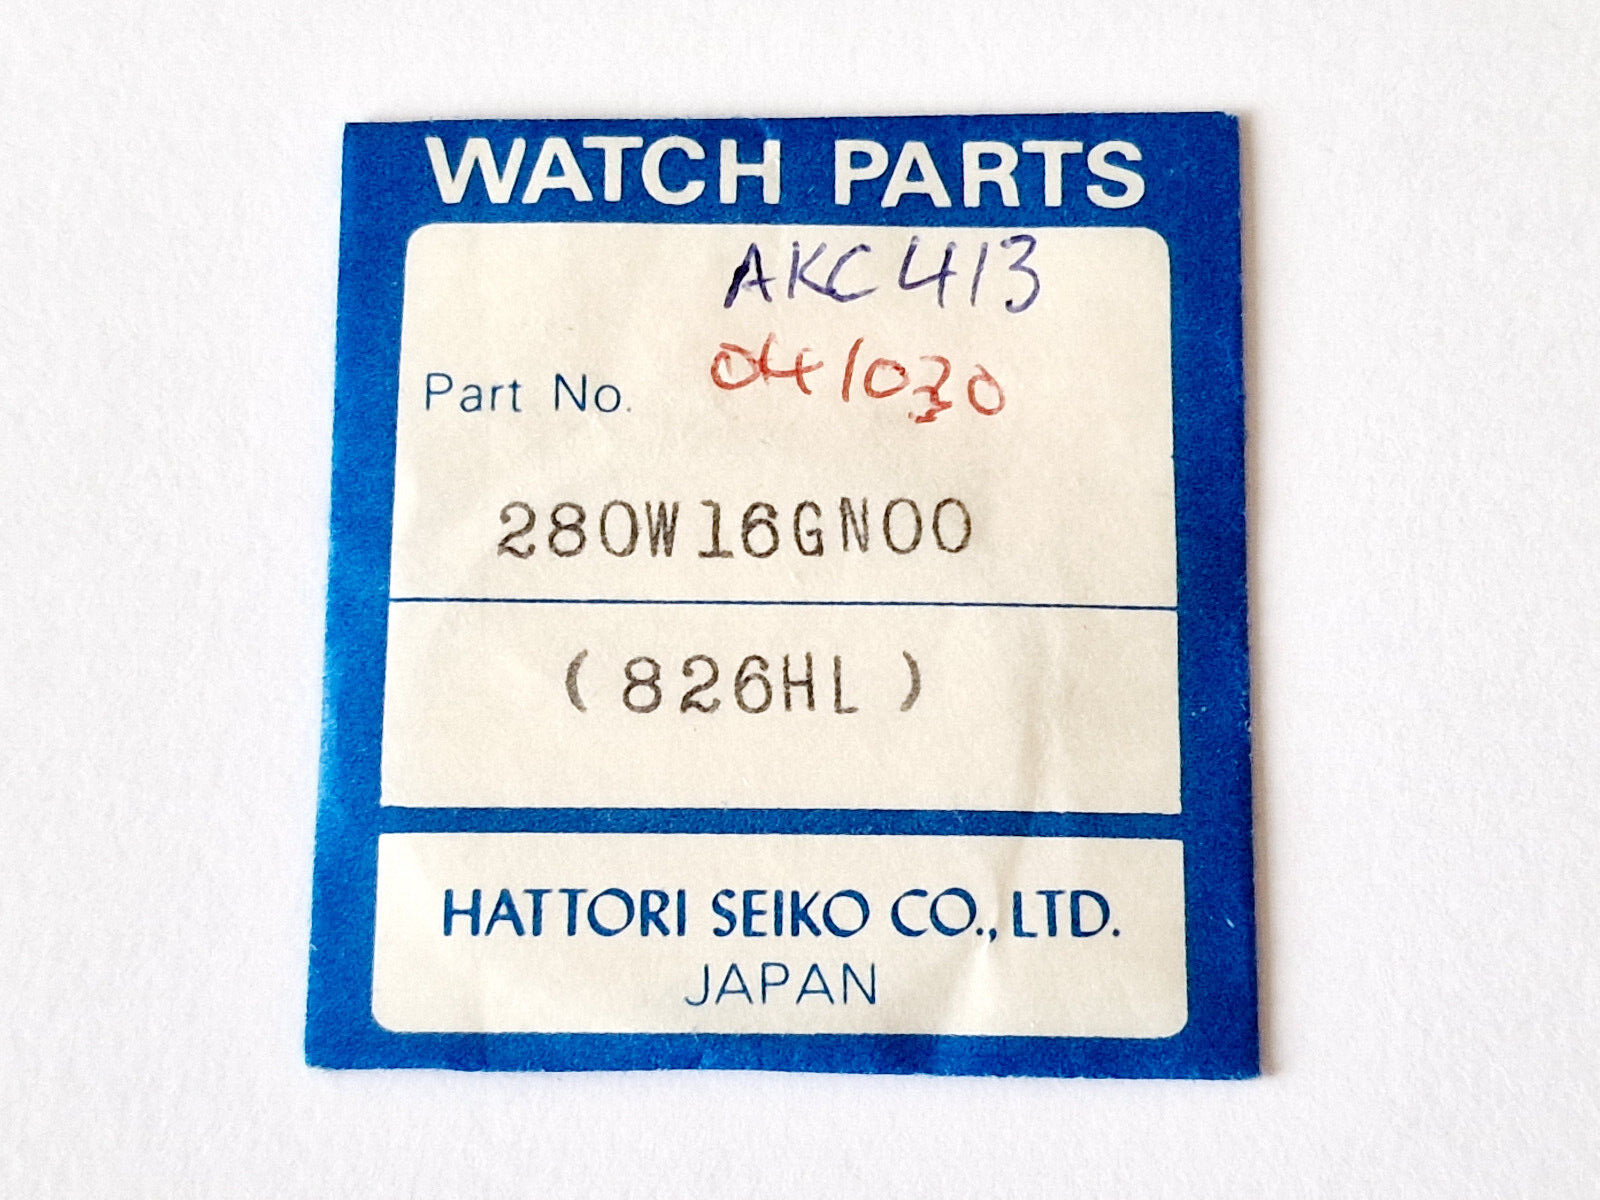 WATCH PARTS
AKC413
Part No. 041030
280W16GN00
(826HL)
HATTORI SEIKO CO., LTD.
JAPAN